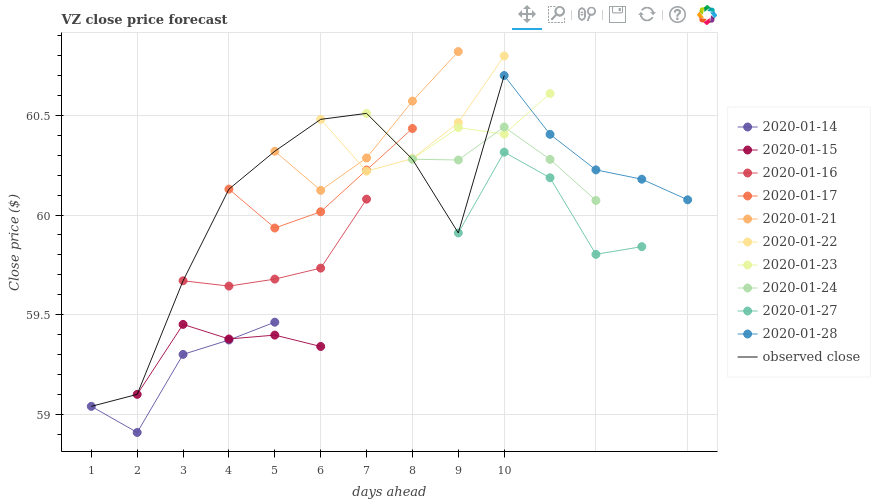 VZ close price forecast
60.5
60
59.5
59
Close price ($)
1 2 3 4 5 6 7 8 9 10
days ahead
2020-01-14
2020-01-15
2020-01-16
2020-01-17
2020-01-21
2020-01-22
2020-01-23
2020-01-24
2020-01-27
2020-01-28
observed close